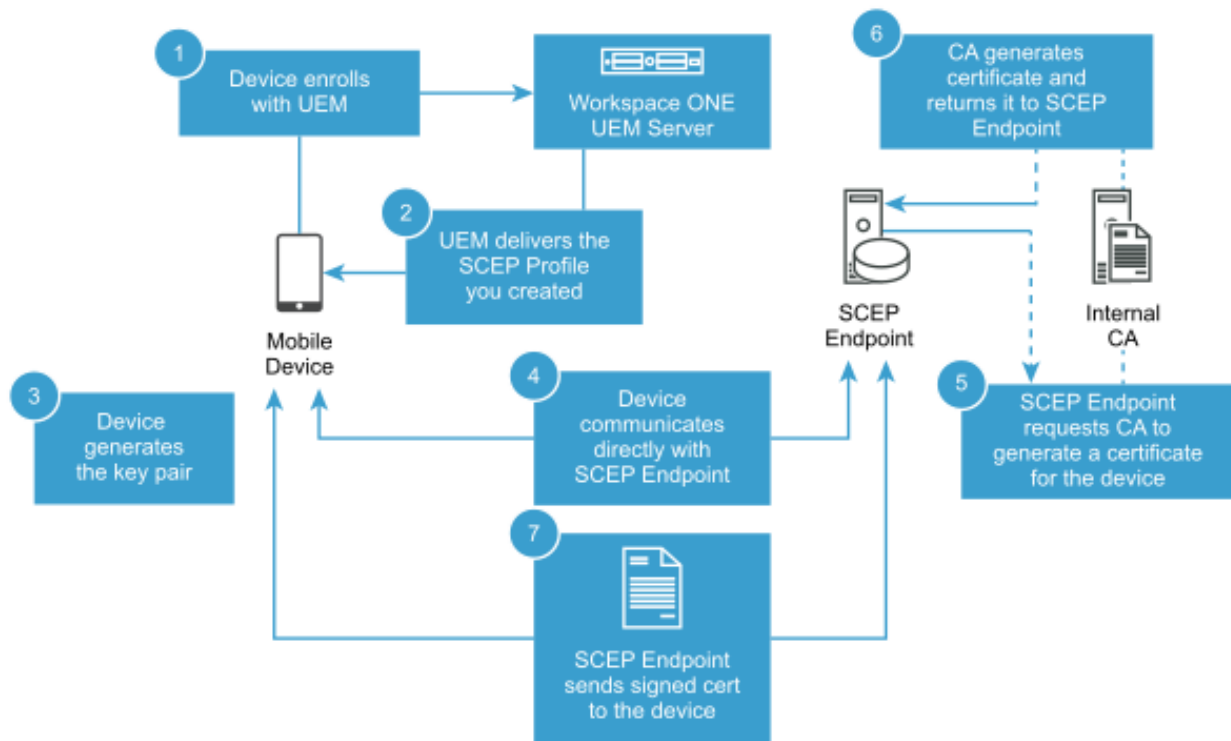 1
Device enrolls
with UEM
Workspace ONE
UEM Server
6
CA generates
certificate and
returns it to SCEP
Endpoint
2
UEM delivers the
SCEP Profile
you created
Mobile
Device
SCEP
Endpoint
Internal
CA
3
Device
generates
the key pair
4
Device
communicates
directly with
SCEP Endpoint
5
SCEP Endpoint
requests CA to
generate a certificate
for the device
7
SCEP Endpoint
sends signed cert
to the device